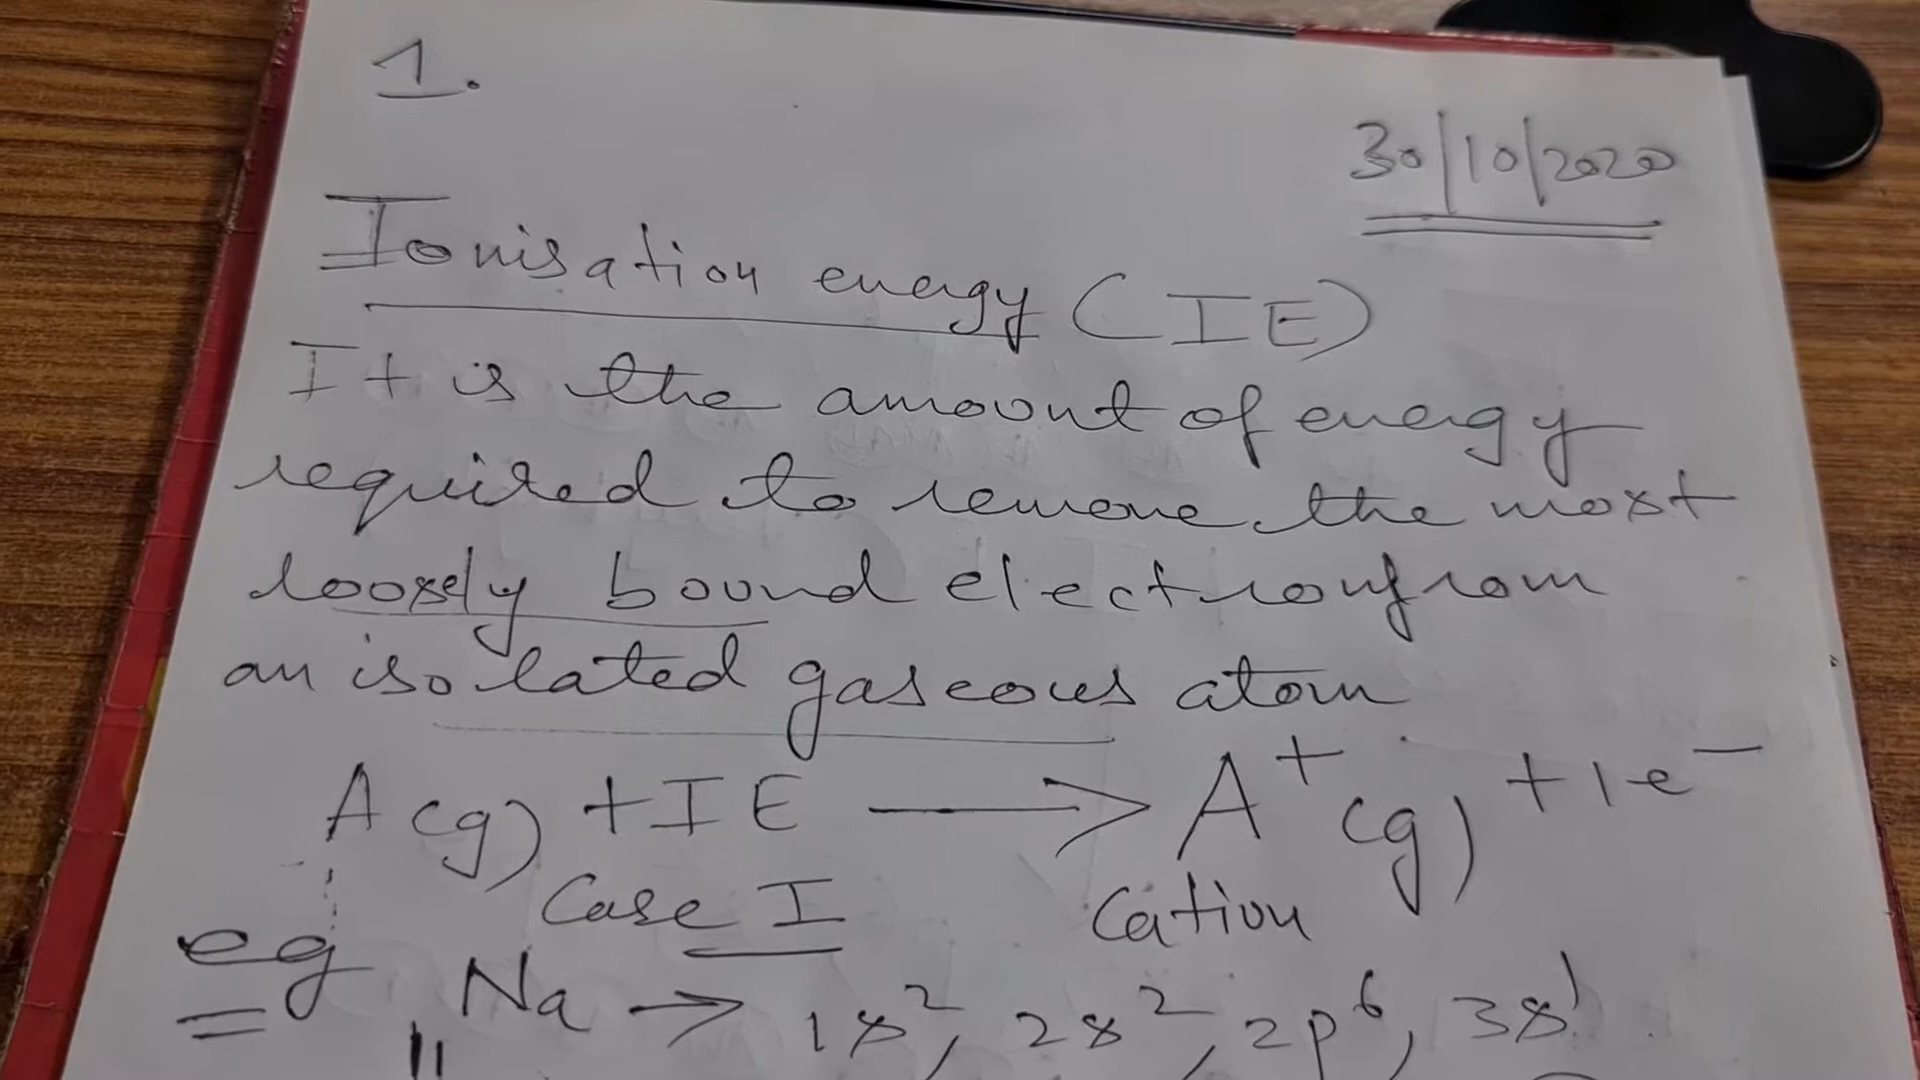 1.
30/10/2020
Ionisation energy (IE)
It is the amount of energy
required to remove the most
loosely bound electron from
an isolated gaseous atom
A(g) + IE ⟶ A⁺(g) + 1e⁻
Case I Cation
eg Na → 1s², 2s², 2p⁶, 3s¹
11